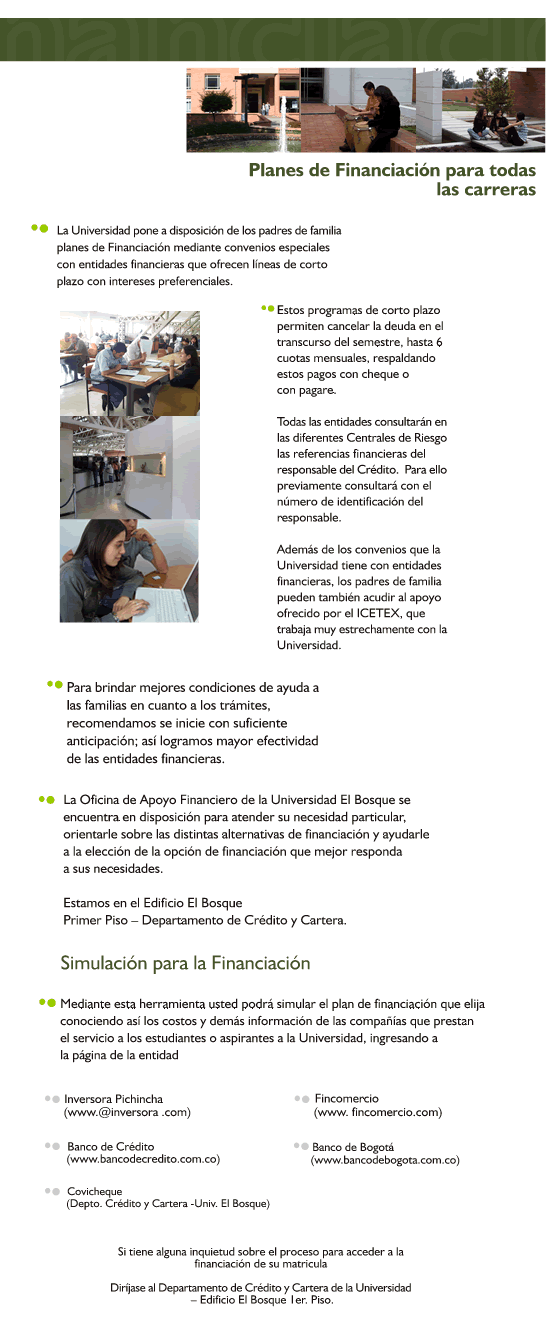 Planes de Financiación para todas
las carreras
La Universidad pone a disposición de los padres de familia
planes de Financiación mediante convenios especiales
con entidades financieras que ofrecen líneas de corto
plazo con intereses preferenciales.
Estos programas de corto plazo
permiten cancelar la deuda en el
transcurso del semestre, hasta 6
cuotas mensuales, respaldando
estos pagos con cheque o
con pagare.
Todas las entidades consultarán en
las diferentes Centrales de Riesgo
las referencias financieras del
responsable del Crédito. Para ello
previamente consultará con el
número de identificación del
responsable.
Además de los convenios que la
Universidad tiene con entidades
financieras, los padres de familia
pueden también acudir al apoyo
ofrecido por el ICETEX, que
trabaja muy estrechamente con la
Universidad.
Para brindar mejores condiciones de ayuda a
las familias en cuanto a los trámites,
recomendamos se inicie con suficiente
anticipación; así logramos mayor efectividad
de las entidades financieras.
La Oficina de Apoyo Financiero de la Universidad El Bosque se
encuentra en disposición para atender su necesidad particular,
orientarle sobre las distintas alternativas de financiación y ayudarle
a la elección de la opción de financiación que mejor responda
a sus necesidades.
Estamos en el Edificio El Bosque
Primer Piso – Departamento de Crédito y Cartera.
Simulación para la Financiación
Mediante esta herramienta usted podrá simular el plan de financiación que elija
conociendo así los costos y demás información de las compañías que prestan
el servicio a los estudiantes o aspirantes a la Universidad, ingresando a
la página de la entidad
Inversora Pichincha
(www.@inversora .com)
Fincomercio
(www. fincomercio.com)
Banco de Crédito
(www.bancodecredito.com.co)
Banco de Bogotá
(www.bancodebogota.com.co)
Covicheque
(Depto. Crédito y Cartera -Univ. El Bosque)
Si tiene alguna inquietud sobre el proceso para acceder a la
financiación de su matricula
Diríjase al Departamento de Crédito y Cartera de la Universidad
– Edificio El Bosque 1er. Piso.